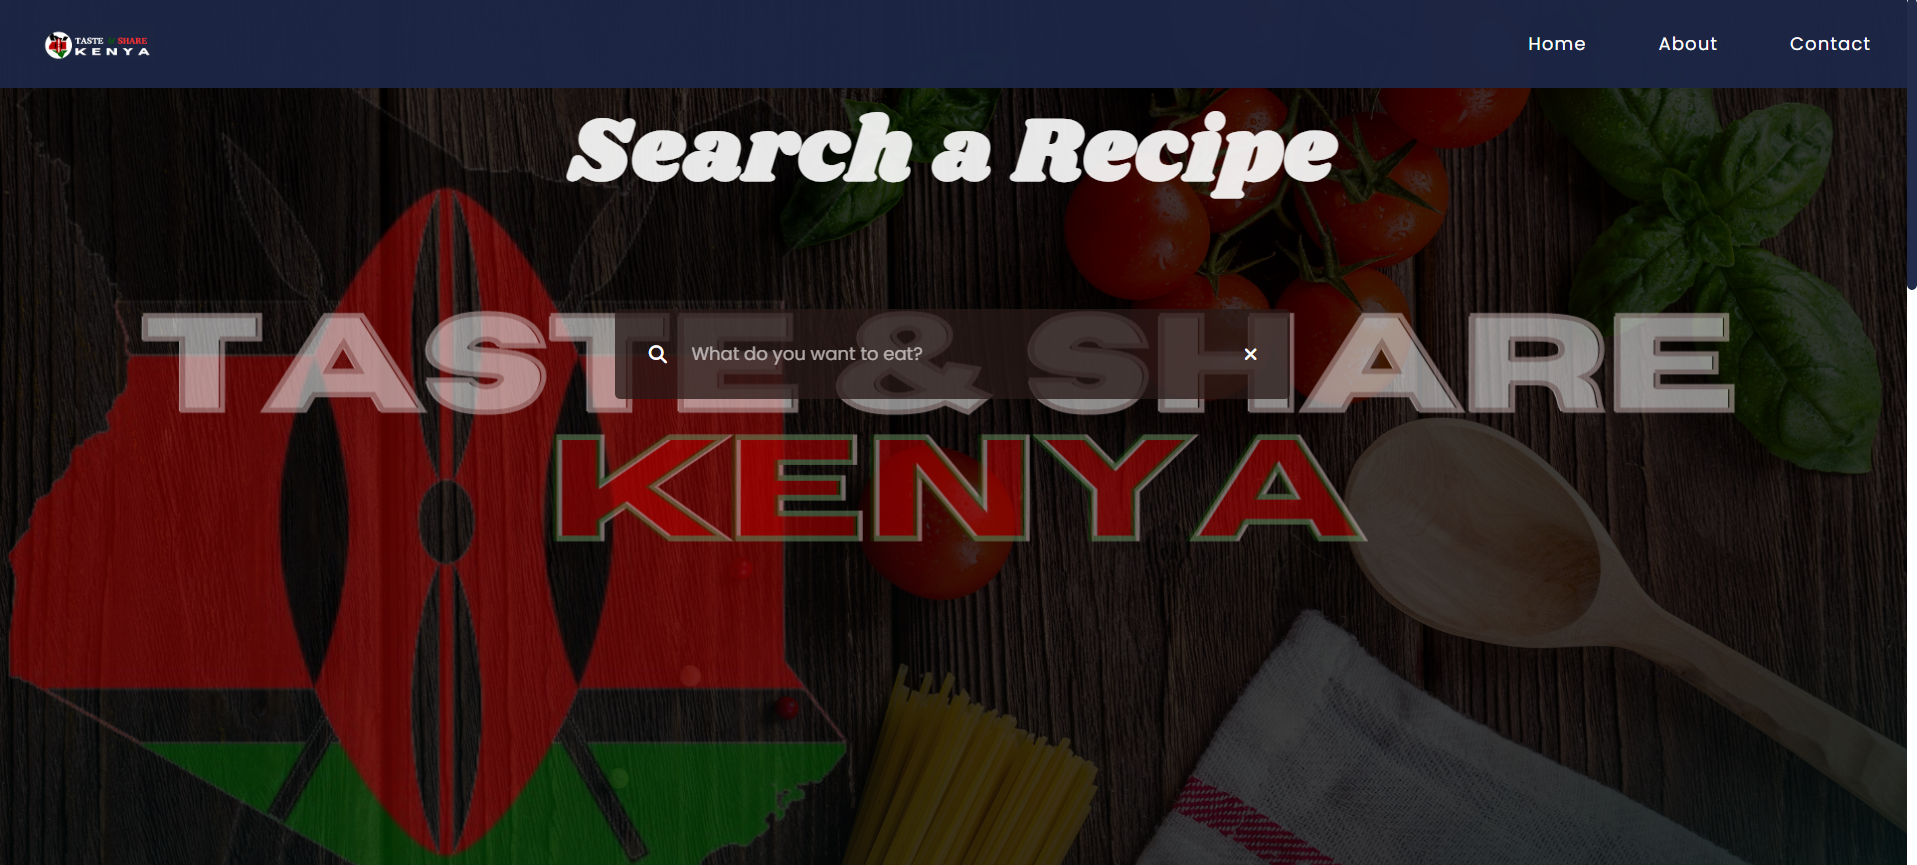 TASTE & SHARE
KENYA
Home About Contact
Search a Recipe
What do you want to eat?
TASTE & SHARE
KENYA